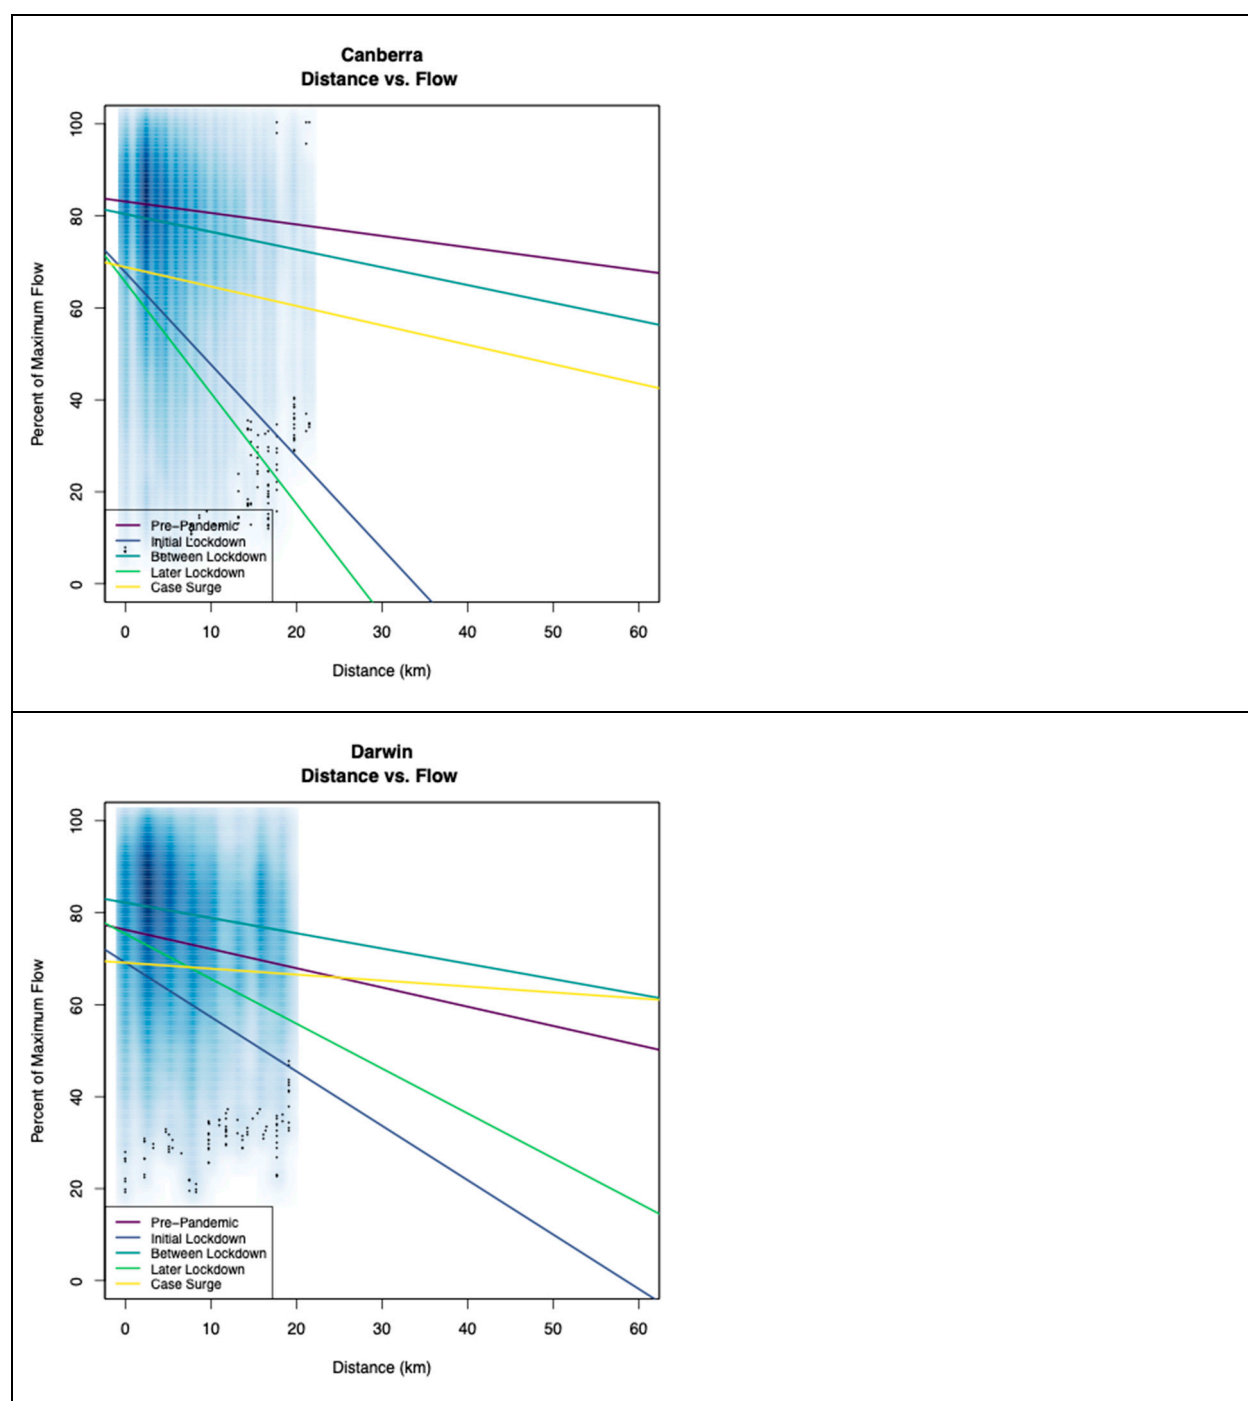 Canberra
Distance vs. Flow
Percent of Maximum Flow
100
80
60
40
20
0
Pre-Pandemic
Initial Lockdown
Between Lockdown
Later Lockdown
Case Surge
0 10 20 30 40 50 60
Distance (km)
Darwin
Distance vs. Flow
Percent of Maximum Flow
100
80
60
40
20
0
Pre-Pandemic
Initial Lockdown
Between Lockdown
Later Lockdown
Case Surge
0 10 20 30 40 50 60
Distance (km)